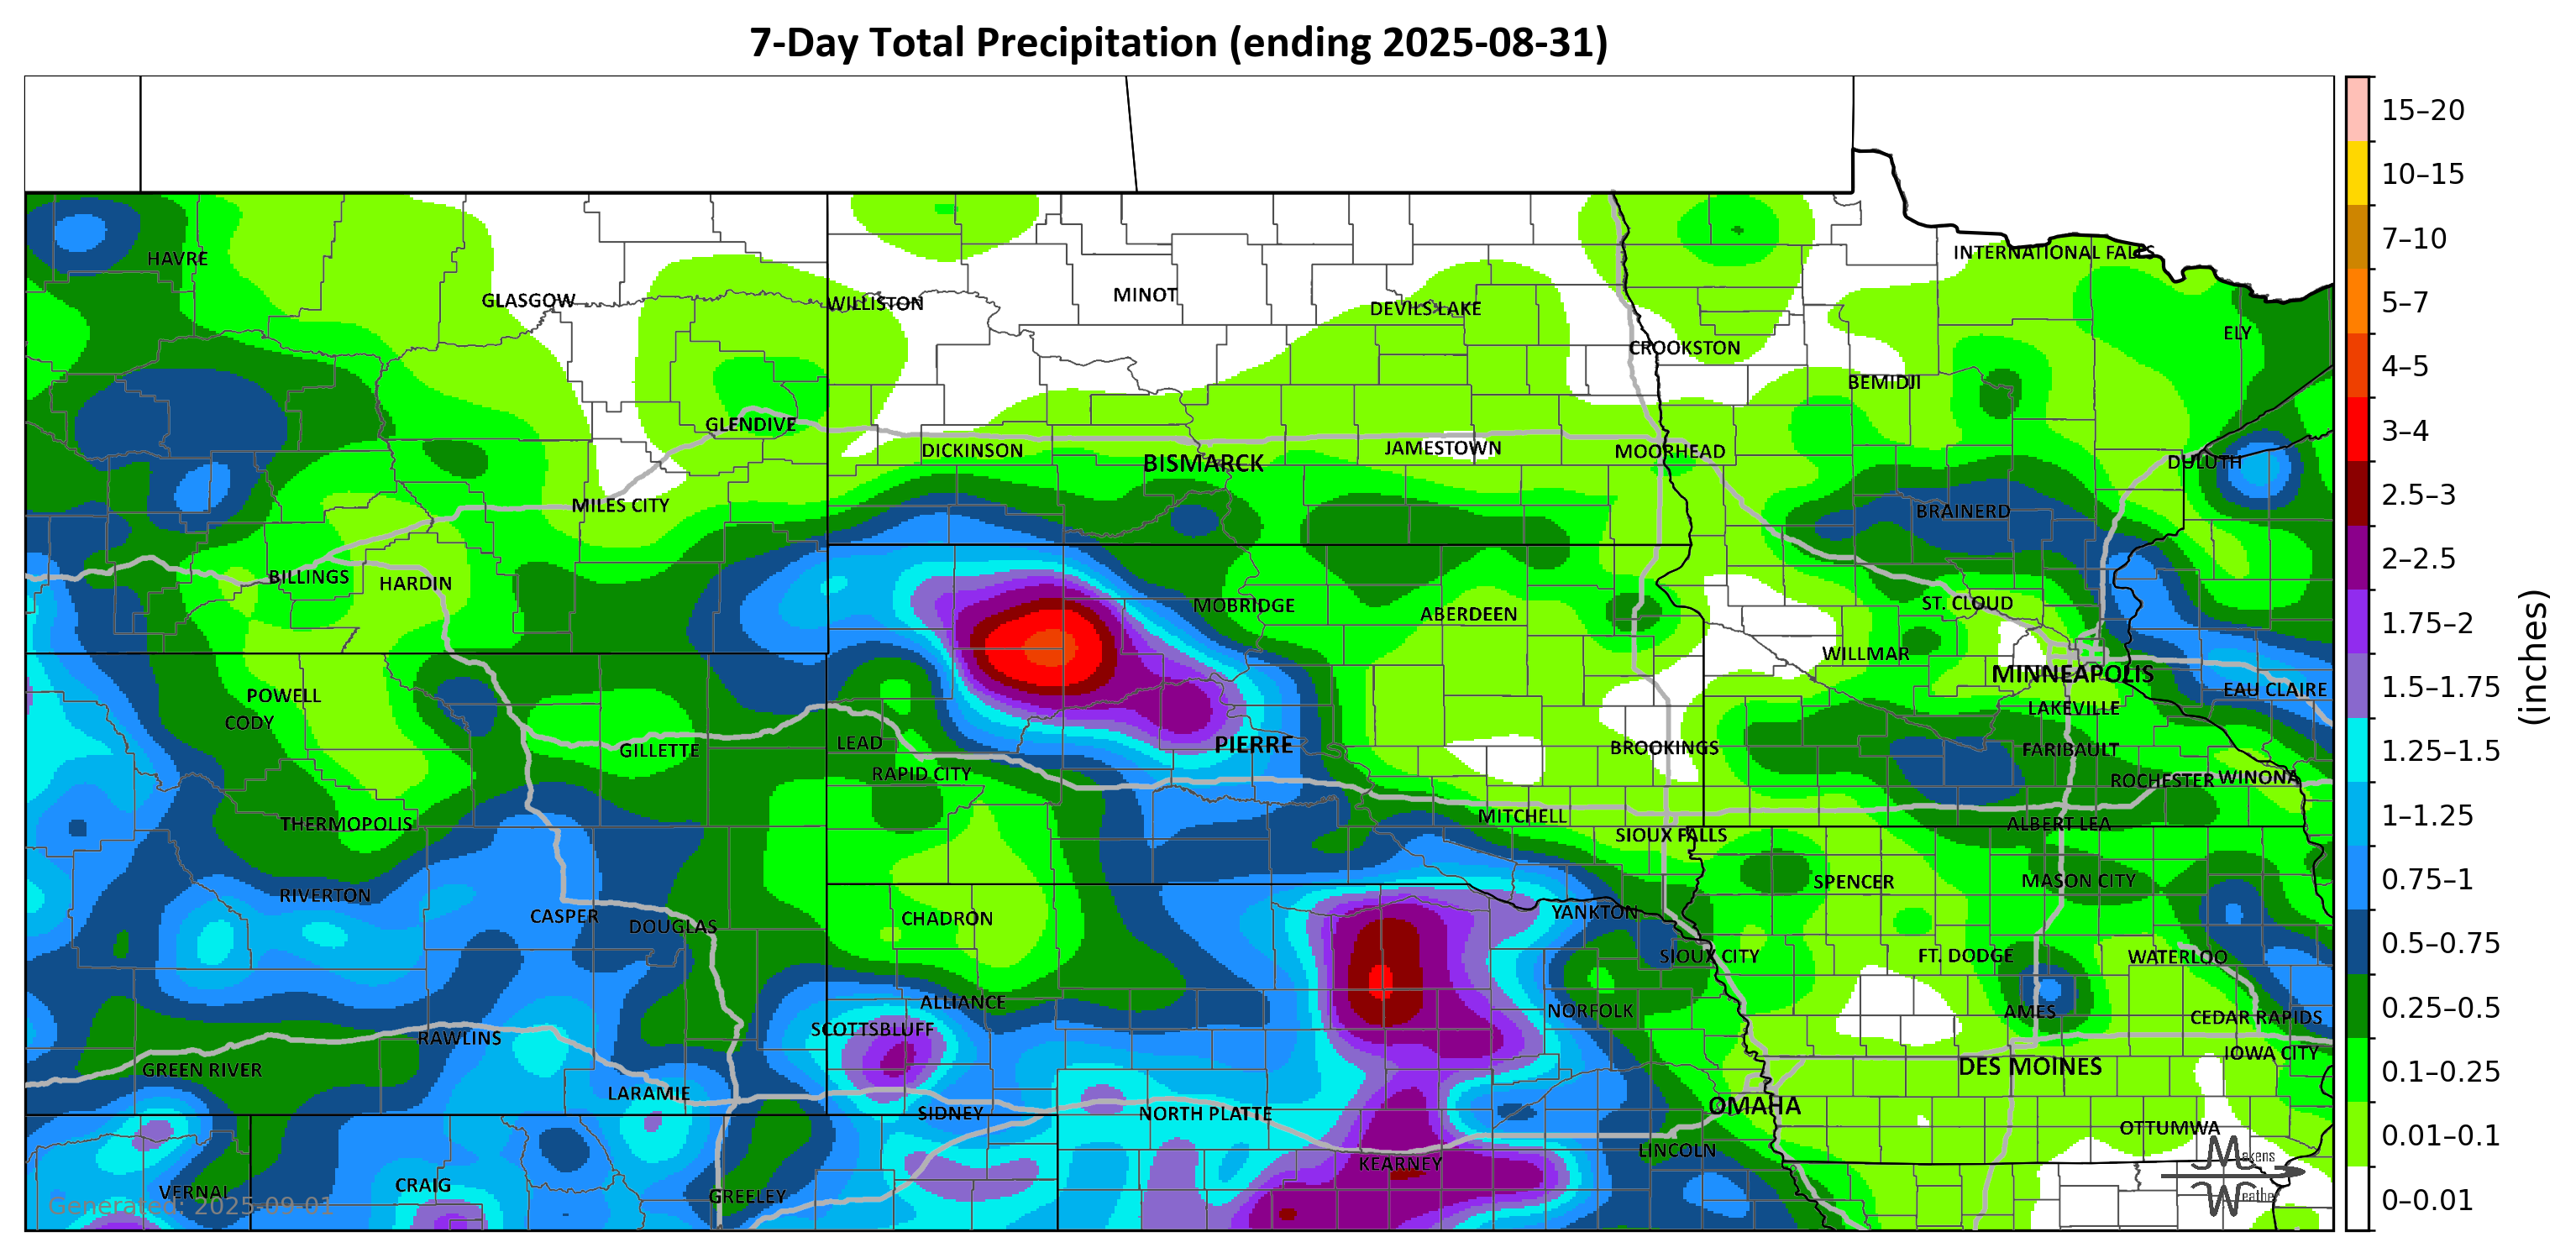 7-Day Total Precipitation (ending 2025-08-31)
15–20
10–15
7–10
5–7
4–5
3–4
2.5–3
2–2.5
1.75–2
1.5–1.75
1.25–1.5
1–1.25
0.75–1
0.5–0.75
0.25–0.5
0.1–0.25
0.01–0.1
0–0.01
(inches)
HAVRE
INTERNATIONAL FALLS
GLASGOW
WILLISTON
MINOT
DEVILS LAKE
ELY
CROOKSTON
BEMIDJI
GLENDIVE
DICKINSON
BISMARCK
JAMESTOWN
MOORHEAD
DULUTH
MILES CITY
BRAINERD
BILLINGS
HARDIN
MOBRIDGE
ABERDEEN
ST. CLOUD
WILLMAR
MINNEAPOLIS
POWELL
EAU CLAIRE
CODY
LAKEVILLE
GILLETTE
LEAD
PIERRE
BROOKINGS
FARIBAULT
RAPID CITY
ROCHESTER
WINONA
THERMOPOLIS
MITCHELL
ALBERT LEA
SIOUX FALLS
SPENCER
MASON CITY
RIVERTON
CASPER
DOUGLAS
CHADRON
YANKTON
SIOUX CITY
FT. DODGE
WATERLOO
ALLIANCE
NORFOLK
AMES
CEDAR RAPIDS
SCOTTSBLUFF
RAWLINS
IOWA CITY
GREEN RIVER
DES MOINES
LARAMIE
SIDNEY
NORTH PLATTE
OMAHA
OTTUMWA
LINCOLN
KEARNEY
Makens
Weather
VERNAL
CRAIG
GREELEY
Generated: 2025-09-01